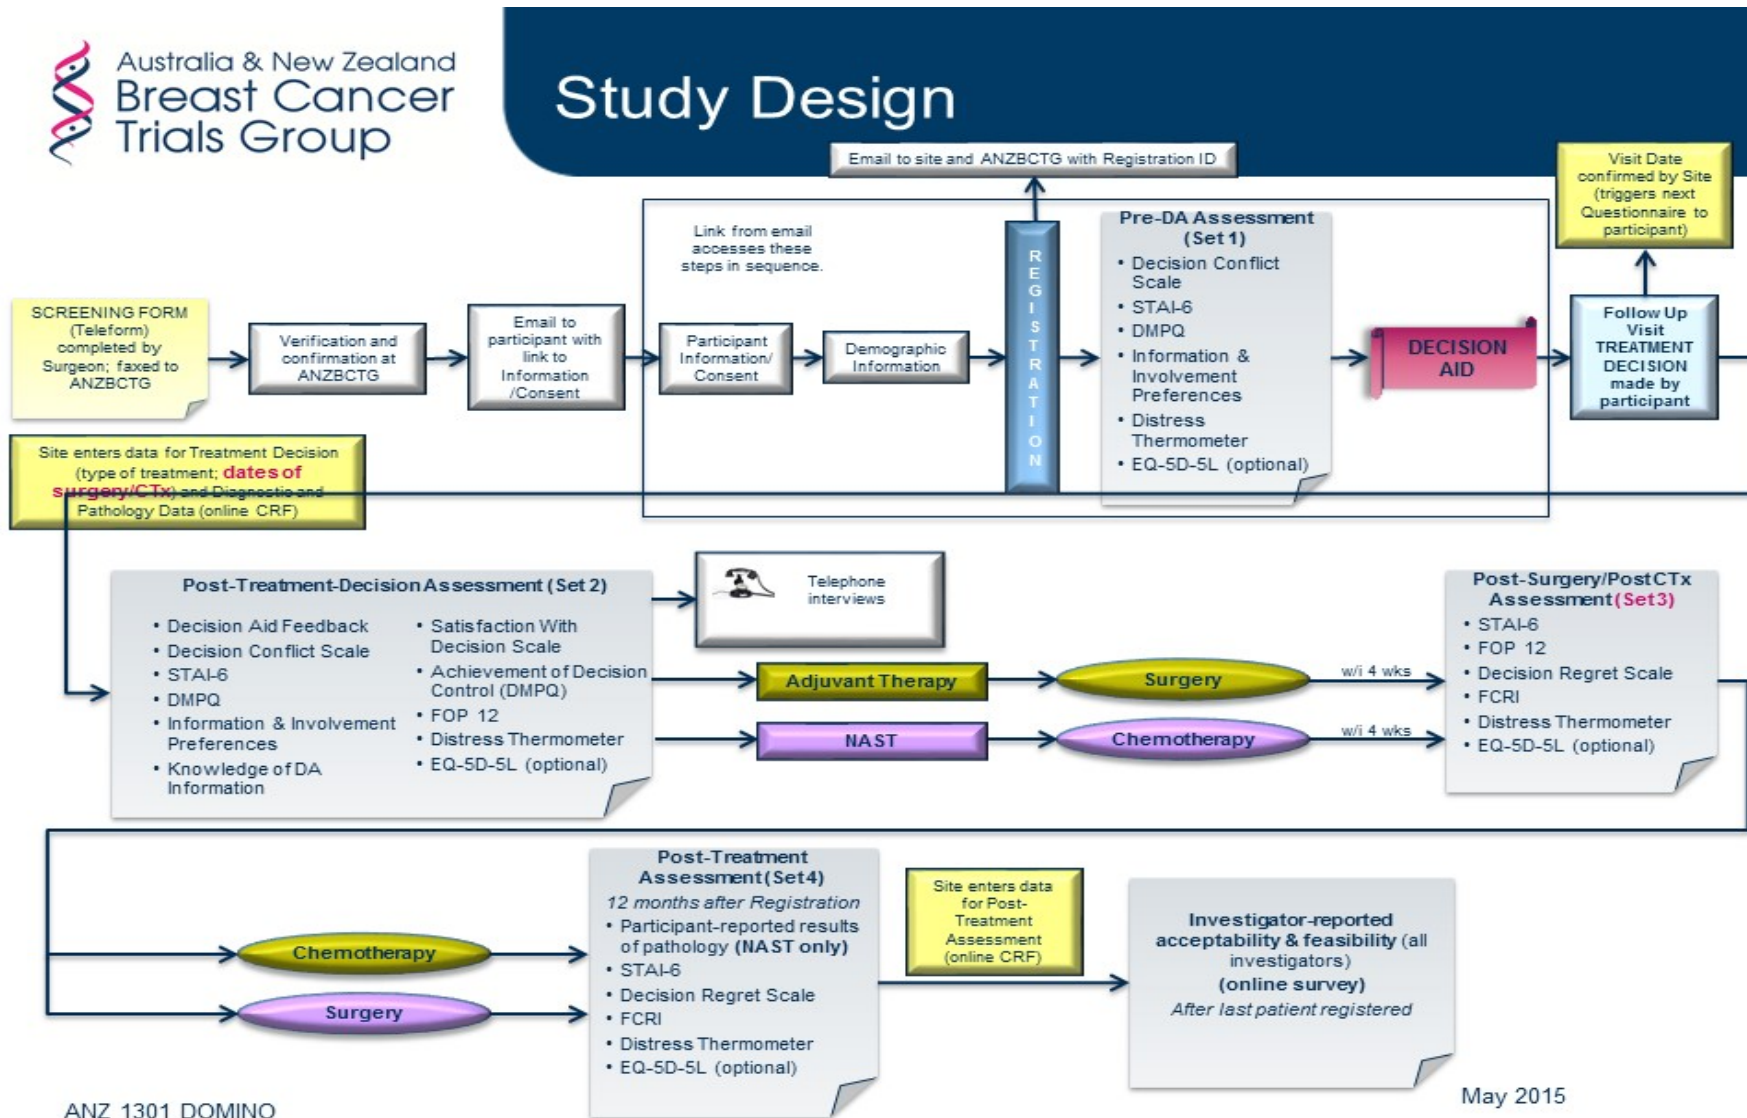 Australia & New Zealand
Breast Cancer
Trials Group
Study Design
Email to site and ANZBCTG with Registration ID
Visit Date
confirmed by Site
(triggers next
Questionnaire to
participant)
Link from email
accesses these
steps in sequence.
SCREENING FORM
(Teleform)
completed by
Surgeon; faxed to
ANZBCTG
Verification and
confirmation at
ANZBCTG
Email to
participant with
link to
Information
/Consent
Participant
Information/
Consent
Demographic
Information
REGISTRATION
Pre-DA Assessment
(Set 1)
• Decision Conflict
Scale
• STAI-6
• DMPQ
• Information &
Involvement
Preferences
• Distress
Thermometer
• EQ-5D-5L (optional)
DECISION
AID
Follow Up
Visit
TREATMENT
DECISION
made by
participant
Site enters data for Treatment Decision
(type of treatment; dates of
surgery/CTx) and Diagnostic and
Pathology Data (online CRF)
Post-Treatment-Decision Assessment (Set 2)
• Decision Aid Feedback
• Decision Conflict Scale
• STAI-6
• DMPQ
• Information & Involvement
Preferences
• Knowledge of DA
Information
• Satisfaction With
Decision Scale
• Achievement of Decision
Control (DMPQ)
• FOP 12
• Distress Thermometer
• EQ-5D-5L (optional)
Telephone
interviews
Adjuvant Therapy
Surgery
w/i 4 wks
NAST
Chemotherapy
w/i 4 wks
Post-Surgery/PostCTx
Assessment (Set3)
• STAI-6
• FOP 12
• Decision Regret Scale
• FCRI
• Distress Thermometer
• EQ-5D-5L (optional)
Chemotherapy
Surgery
Post-Treatment
Assessment (Set4)
12 months after Registration
• Participant-reported results
of pathology (NAST only)
• STAI-6
• Decision Regret Scale
• FCRI
• Distress Thermometer
• EQ-5D-5L (optional)
Site enters data
for Post-
Treatment
Assessment
(online CRF)
Investigator-reported
acceptability & feasibility (all
investigators)
(online survey)
After last patient registered
ANZ 1301 DOMINO
May 2015